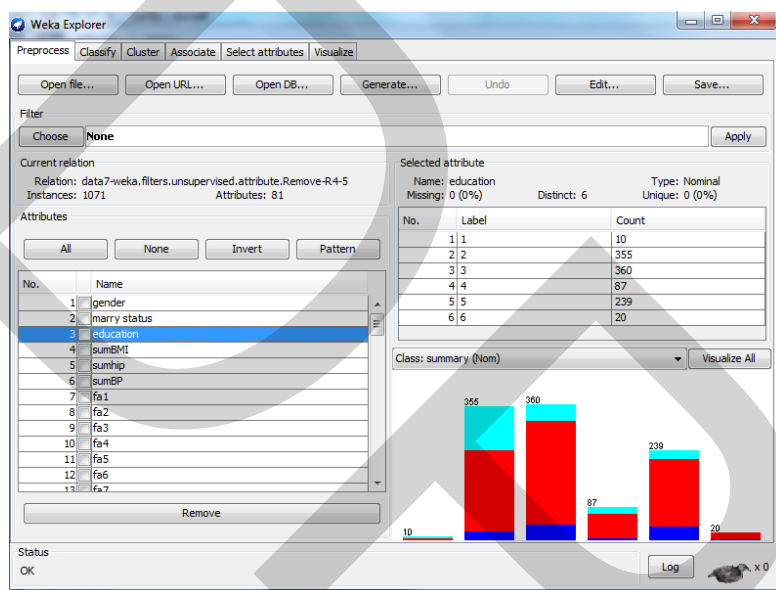 Weka Explorer
Preprocess Classify Cluster Associate Select attributes Visualize
Open file... Open URL... Open DB... Generate... Undo Edit... Save...
Filter
Choose None Apply
Current relation
Relation: data7-weka.filters.unsupervised.attribute.Remove-R4-5
Instances: 1071 Attributes: 81
Attributes
All None Invert Pattern
No. Name
1 gender
2 marry status
3 education
4 sumBMI
5 sumhip
6 sumBP
7 fa1
8 fa2
9 fa3
10 fa4
11 fa5
12 fa6
13 fa7
Remove
Selected attribute
Name: education Type: Nominal
Missing: 0 (0%) Distinct: 6 Unique: 0 (0%)
No. Label Count
1 1 10
2 2 355
3 3 360
4 4 87
5 5 239
6 6 20
Class: summary (Nom) Visualize All
10 355 360 87 239 20
Status
OK
Log x 0